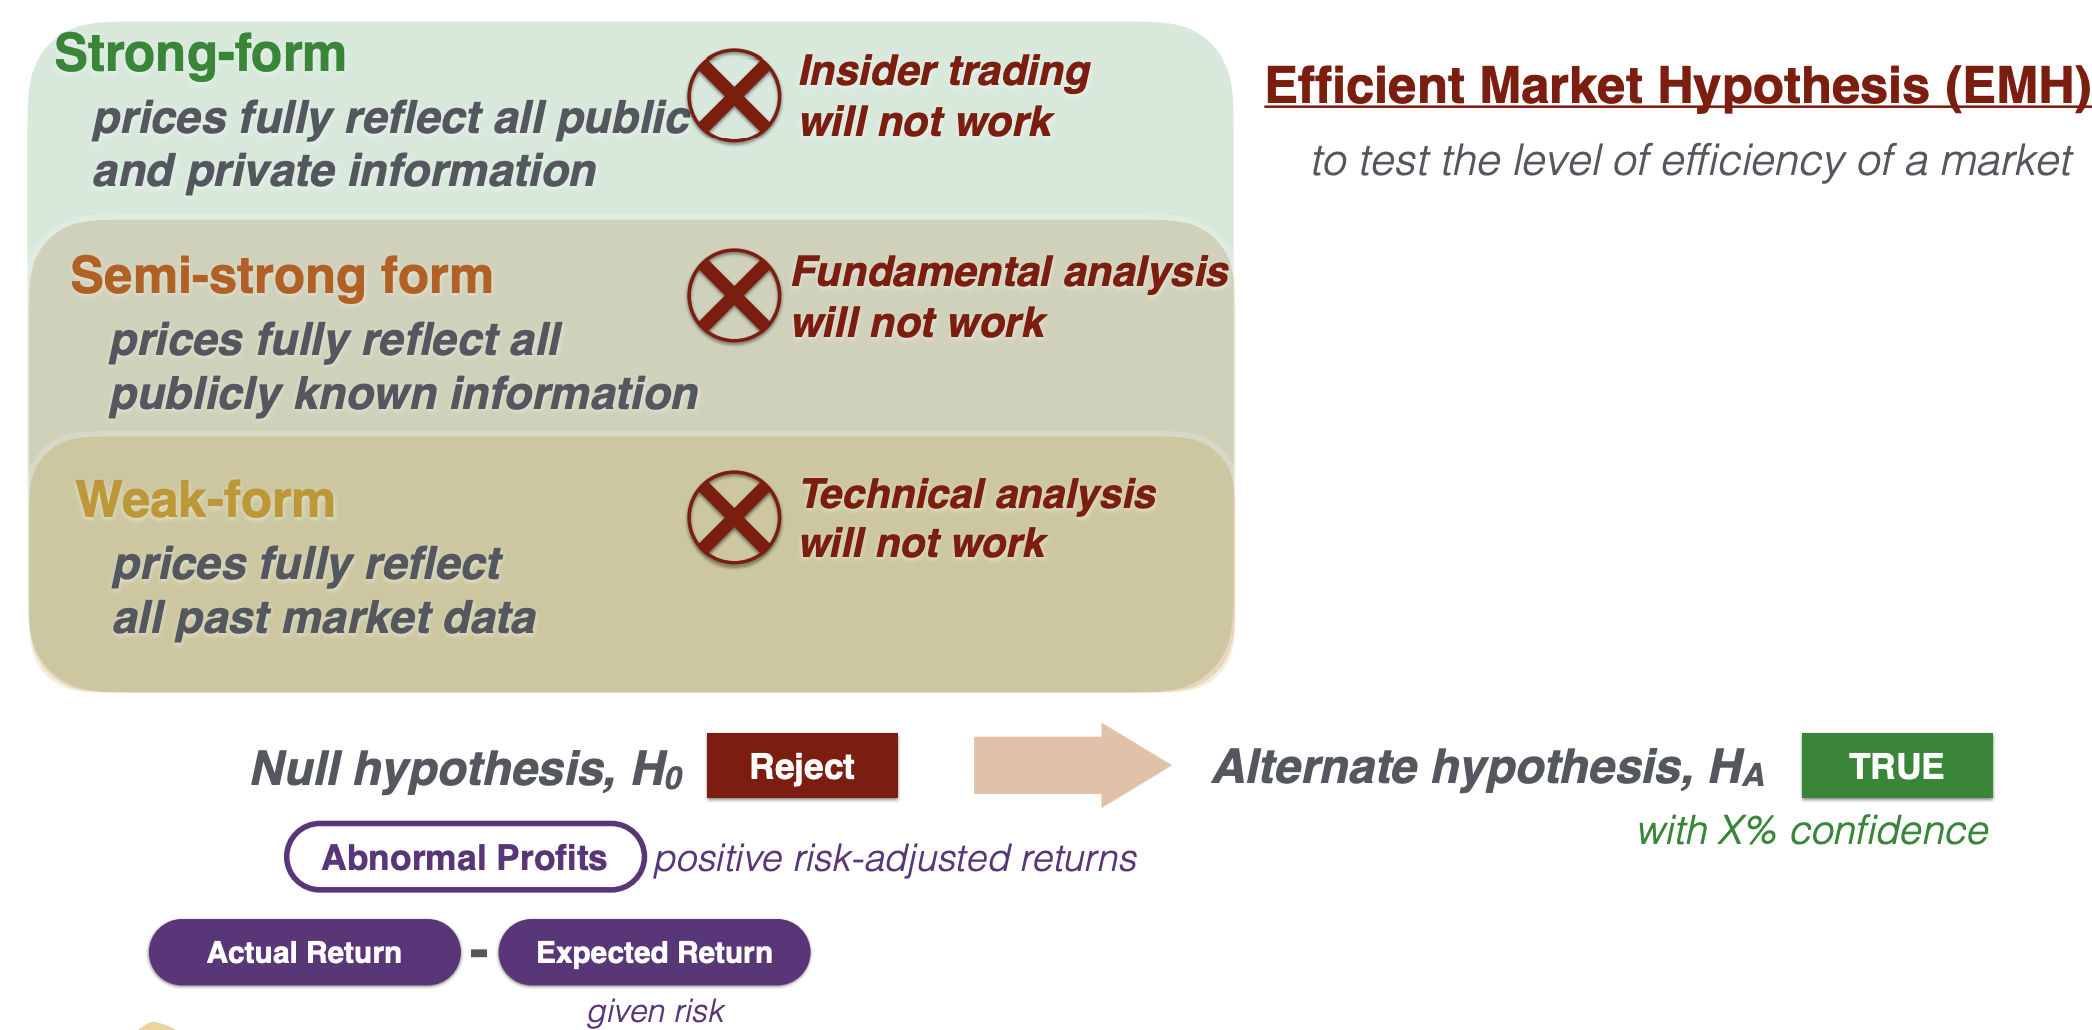 Strong-form
prices fully reflect all public
and private information
Insider trading
will not work
Efficient Market Hypothesis (EMH)
to test the level of efficiency of a market
Semi-strong form
prices fully reflect all
publicly known information
Fundamental analysis
will not work
Weak-form
prices fully reflect
all past market data
Technical analysis
will not work
Null hypothesis, H0 Reject
Alternate hypothesis, HA TRUE
with X% confidence
Abnormal Profits positive risk-adjusted returns
Actual Return - Expected Return
given risk